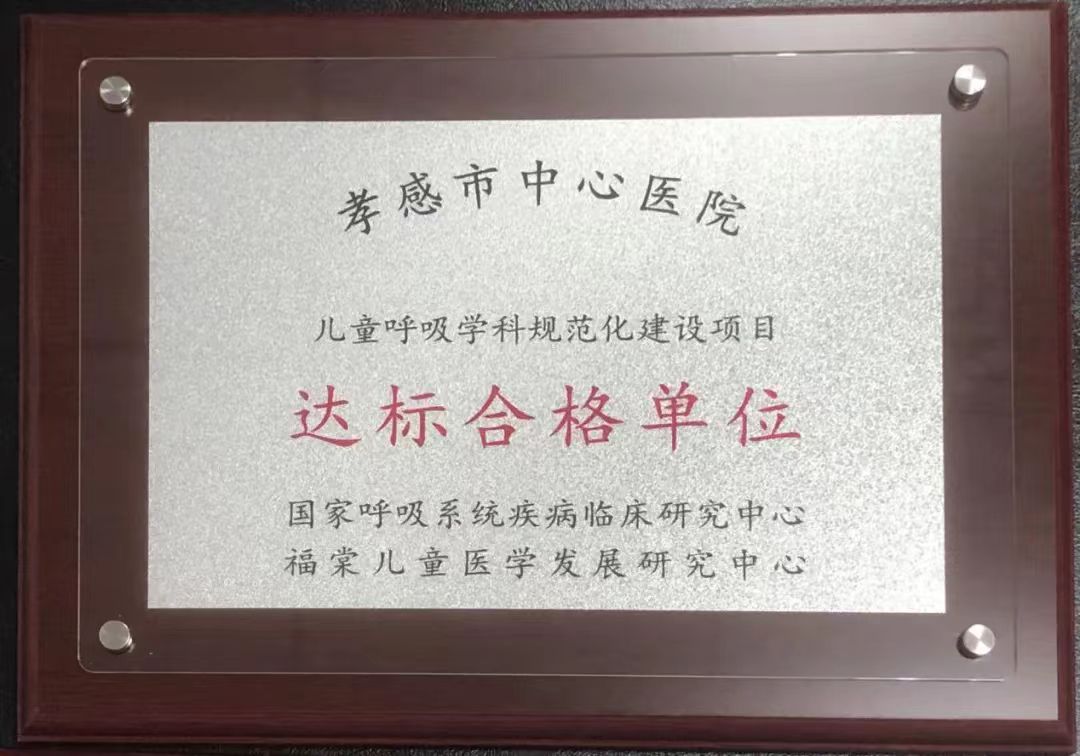 孝感市中心医院
儿童呼吸学科规范化建设项目
达标合格单位
国家呼吸系统疾病临床研究中心
福棠儿童医学发展研究中心